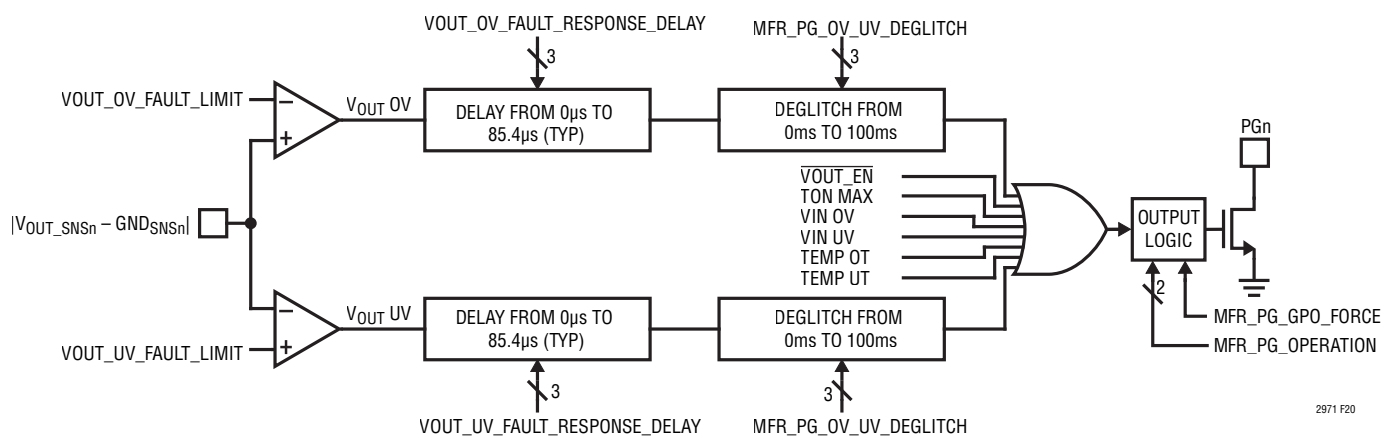 VOUT_OV_FAULT_RESPONSE_DELAY
MFR_PG_OV_UV_DEGLITCH
3
3
VOUT_OV_FAULT_LIMIT
–
+
VOUT OV
DELAY FROM 0µs TO
85.4µs (TYP)
DEGLITCH FROM
0ms TO 100ms
PGn
VOUT_EN
TON MAX
VIN OV
VIN UV
TEMP OT
TEMP UT
OUTPUT
LOGIC
|VOUT_SNSn – GNDSNSn|
2
–
+
VOUT UV
DELAY FROM 0µs TO
85.4µs (TYP)
DEGLITCH FROM
0ms TO 100ms
VOUT_UV_FAULT_LIMIT
MFR_PG_GPO_FORCE
MFR_PG_OPERATION
3
3
VOUT_UV_FAULT_RESPONSE_DELAY
MFR_PG_OV_UV_DEGLITCH
2971 F20